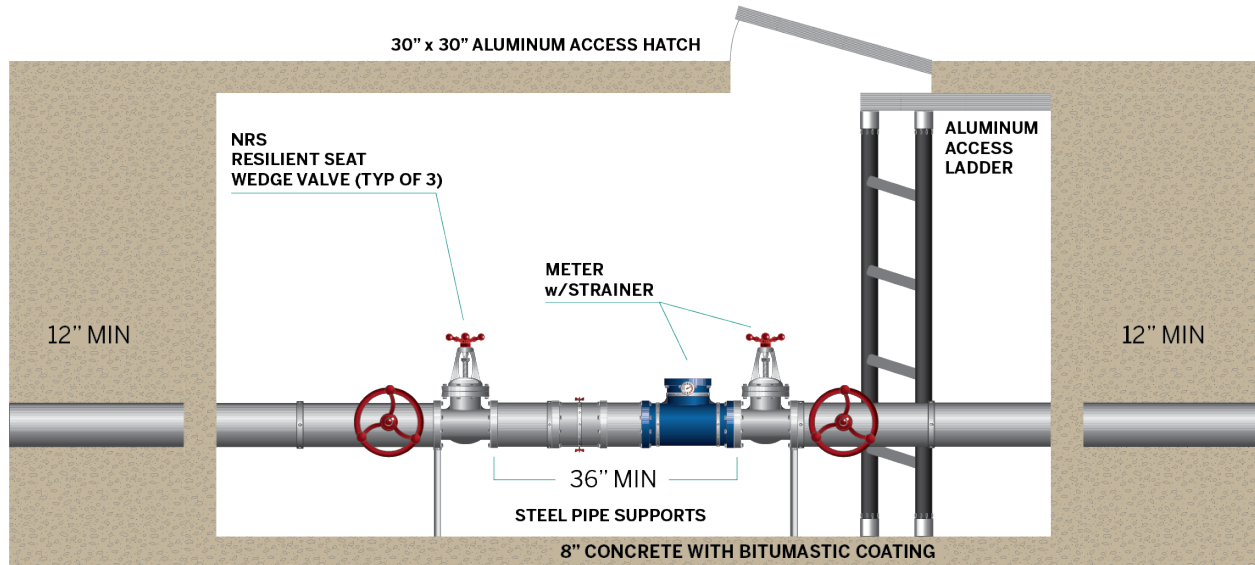 30” x 30” ALUMINUM ACCESS HATCH
NRS
RESILIENT SEAT
WEDGE VALVE (TYP OF 3)
ALUMINUM
ACCESS
LADDER
METER
w/STRAINER
12” MIN
12” MIN
36” MIN
STEEL PIPE SUPPORTS
8” CONCRETE WITH BITUMASTIC COATING